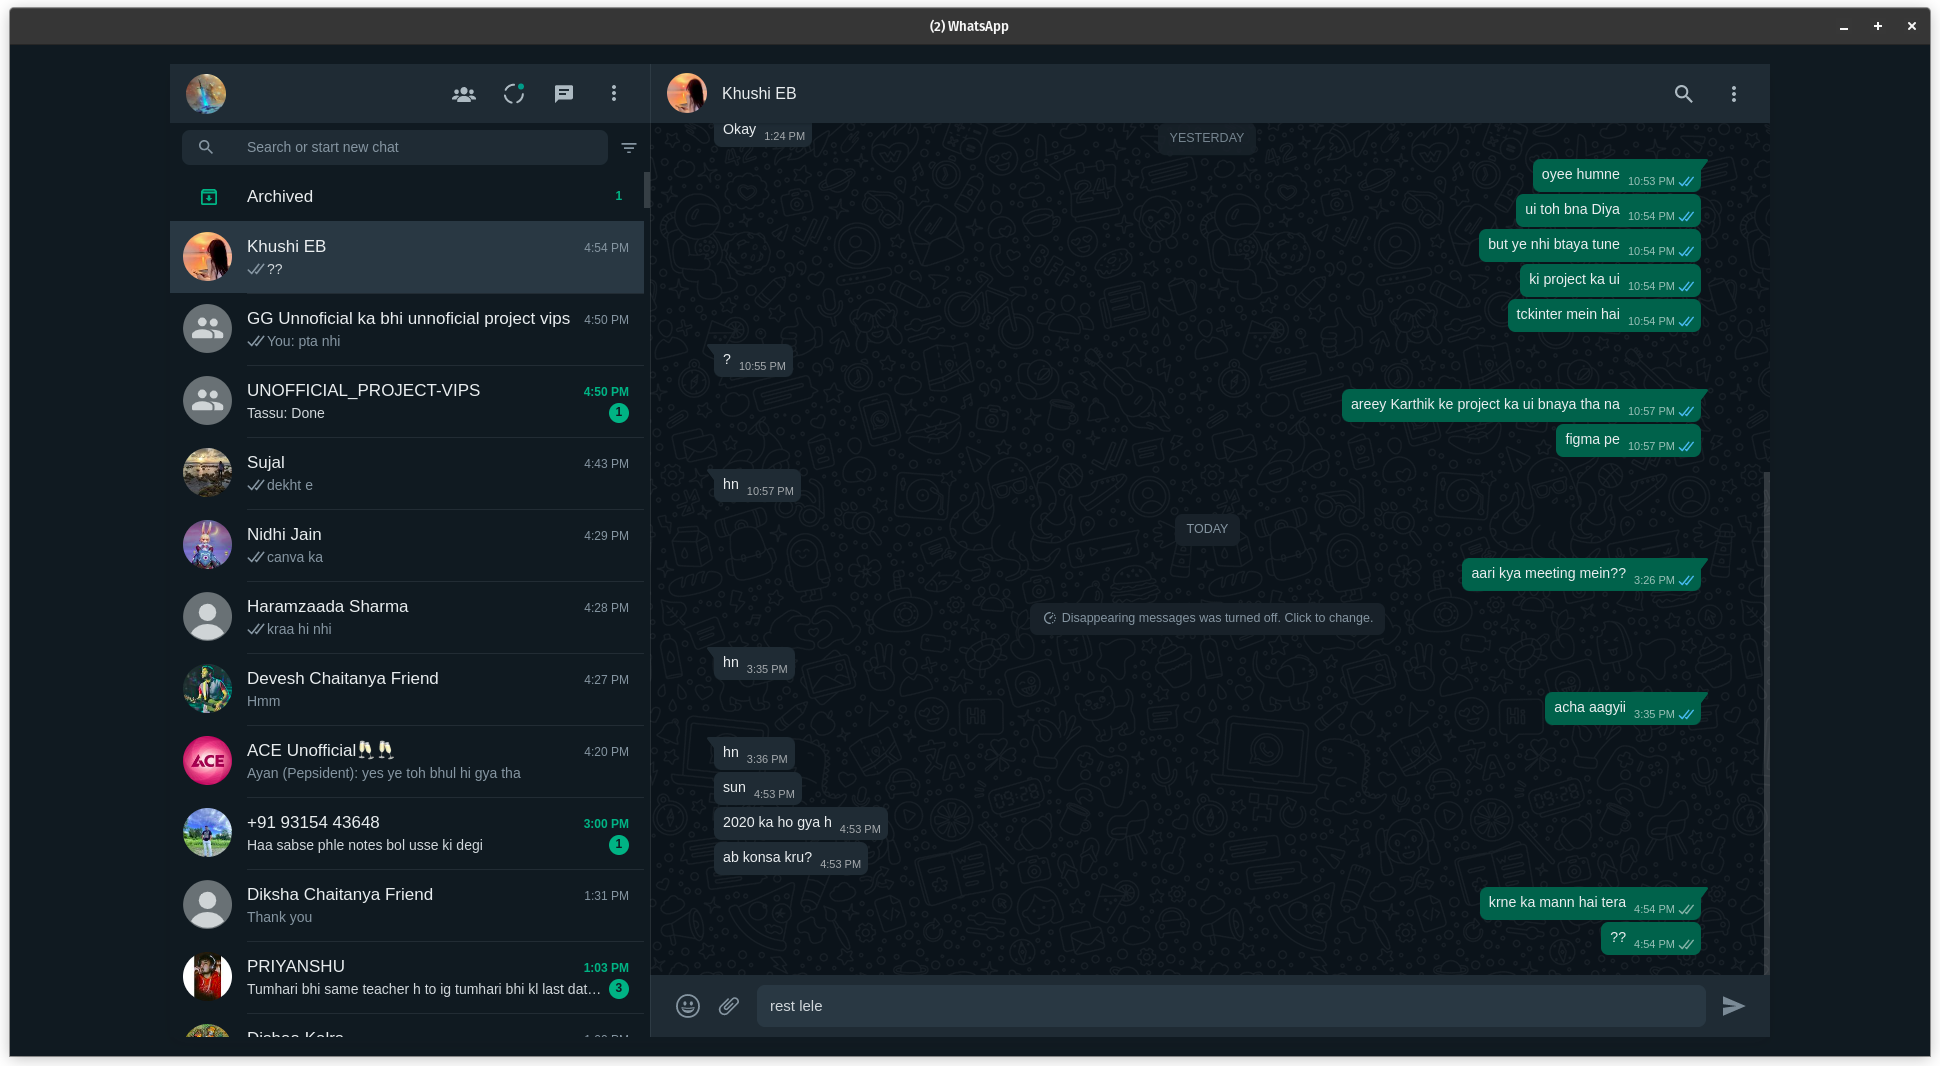 (2) WhatsApp
Khushi EB
Search or start new chat
Archived
1
Khushi EB
4:54 PM
??
GG Unnoficial ka bhi unnoficial project vips
4:50 PM
You: pta nhi
UNOFFICIAL_PROJECT-VIPS
4:50 PM
Tassu: Done
1
Sujal
4:43 PM
dekht e
Nidhi Jain
4:29 PM
canva ka
Haramzaada Sharma
4:28 PM
kraa hi nhi
Devesh Chaitanya Friend
4:27 PM
Hmm
ACE
ACE Unofficial🥂🥂
4:20 PM
Ayan (Pepsident): yes ye toh bhul hi gya tha
+91 93154 43648
3:00 PM
Haa sabse phle notes bol usse ki degi
1
Diksha Chaitanya Friend
1:31 PM
Thank you
PRIYANSHU
1:03 PM
Tumhari bhi same teacher h to ig tumhari bhi kl last dat...
3
Okay 1:24 PM
YESTERDAY
oyee humne 10:53 PM
ui toh bna Diya 10:54 PM
but ye nhi btaya tune 10:54 PM
ki project ka ui 10:54 PM
tckinter mein hai 10:54 PM
? 10:55 PM
areey Karthik ke project ka ui bnaya tha na 10:57 PM
figma pe 10:57 PM
hn 10:57 PM
TODAY
aari kya meeting mein?? 3:26 PM
Disappearing messages was turned off. Click to change.
hn 3:35 PM
acha aagyii 3:35 PM
hn 3:36 PM
sun 4:53 PM
2020 ka ho gya h 4:53 PM
ab konsa kru? 4:53 PM
krne ka mann hai tera 4:54 PM
?? 4:54 PM
rest lele